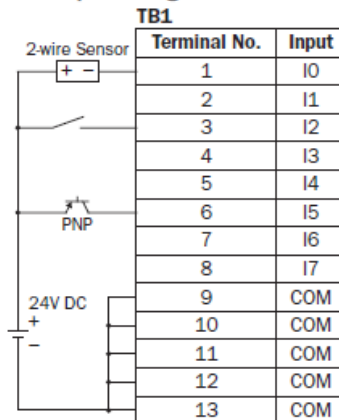 TB1
2-wire Sensor
Terminal No. Input
+ -
1 I0
2 I1
3 I2
4 I3
5 I4
6 I5
PNP
7 I6
8 I7
24V DC
9 COM
+
10 COM
-
11 COM
12 COM
13 COM